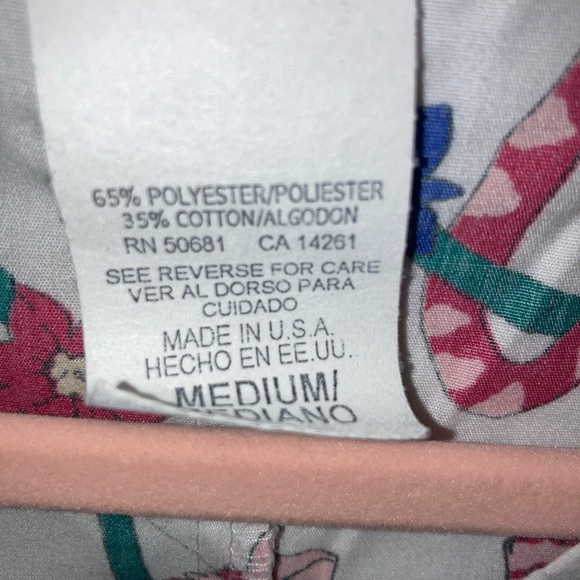 65% POLYESTER/POLIESTER
35% COTTON/ALGODON
RN 50681 CA 14261
SEE REVERSE FOR CARE
VER AL DORSO PARA
CUIDADO
MADE IN U.S.A.
HECHO EN EE.UU.
MEDIUM/